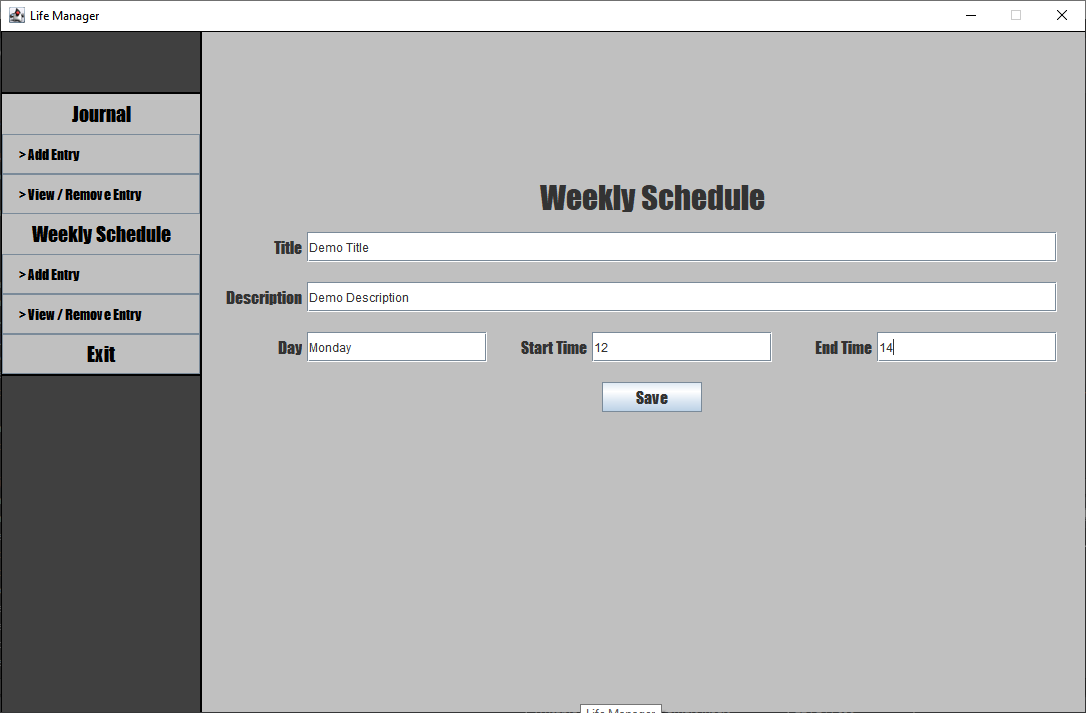 Life Manager
Journal
> Add Entry
> View / Remove Entry
Weekly Schedule
> Add Entry
> View / Remove Entry
Exit
Weekly Schedule
Title Demo Title
Description Demo Description
Day Monday Start Time 12 End Time 14
Save
Life Manager